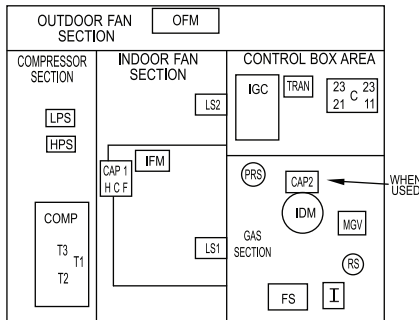 OUTDOOR FAN
SECTION
OFM
COMPRESSOR
SECTION
LPS
HPS
COMP
T3
T1
T2
INDOOR FAN
SECTION
LS2
IFM
CAP 1
H C F
LS1
CONTROL BOX AREA
IGC
TRAN
23 C 23
21 11
PRS
CAP2
WHEN
USED
IDM
MGV
GAS
SECTION
RS
FS
I